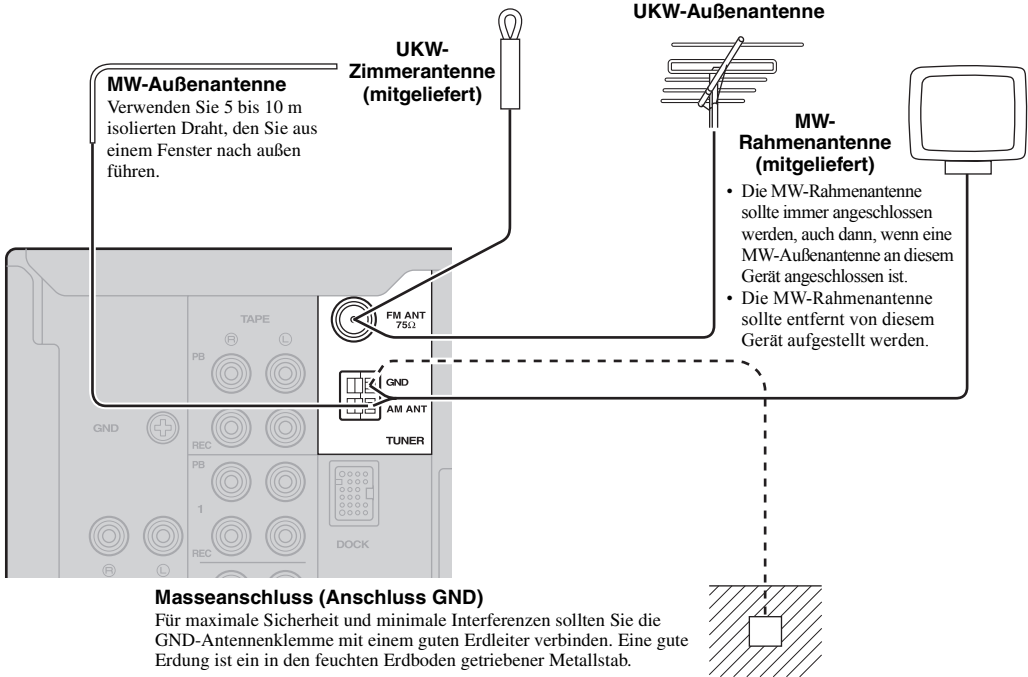 UKW-Außenantenne
UKW-
Zimmerantenne
(mitgeliefert)
MW-Außenantenne
Verwenden Sie 5 bis 10 m
isolierten Draht, den Sie aus
einem Fenster nach außen
führen.
MW-
Rahmenantenne
(mitgeliefert)
• Die MW-Rahmenantenne
sollte immer angeschlossen
werden, auch dann, wenn eine
MW-Außenantenne an diesem
Gerät angeschlossen ist.
• Die MW-Rahmenantenne
sollte entfernt von diesem
Gerät aufgestellt werden.
TAPE
R L
PB
REC
GND
PB
1
REC
R L
FM ANT
75Ω
GND
AM ANT
TUNER
DOCK
Masseanschluss (Anschluss GND)
Für maximale Sicherheit und minimale Interferenzen sollten Sie die
GND-Antennenklemme mit einem guten Erdleiter verbinden. Eine gute
Erdung ist ein in den feuchten Erdboden getriebener Metallstab.